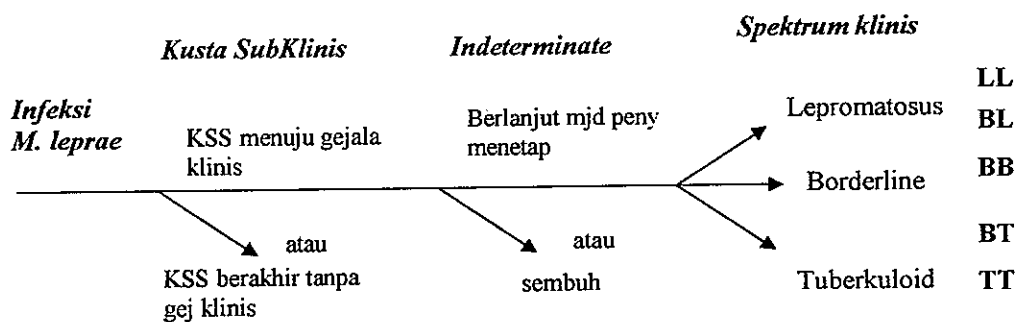 Kusta SubKlinis
Indeterminate
Spektrum klinis
Infeksi
M. leprae
KSS menuju gejala
klinis
Berlanjut mjd peny
menetap
Lepromatosus
Borderline
Tuberkuloid
LL
BL
BB
BT
TT
atau
KSS berakhir tanpa
gej klinis
atau
sembuh